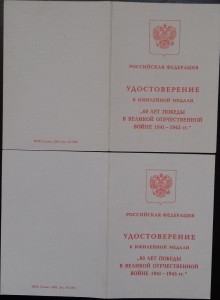 РОССИЙСКАЯ ФЕДЕРАЦИЯ
УДОСТОВЕРЕНИЕ
К ЮБИЛЕЙНОЙ МЕДАЛИ
„60 ЛЕТ ПОБЕДЫ
В ВЕЛИКОЙ ОТЕЧЕСТВЕННОЙ
ВОЙНЕ 1941—1945 гг."
РОССИЙСКАЯ ФЕДЕРАЦИЯ
УДОСТОВЕРЕНИЕ
К ЮБИЛЕЙНОЙ МЕДАЛИ
„60 ЛЕТ ПОБЕДЫ
В ВЕЛИКОЙ ОТЕЧЕСТВЕННОЙ
ВОЙНЕ 1941—1945 гг."